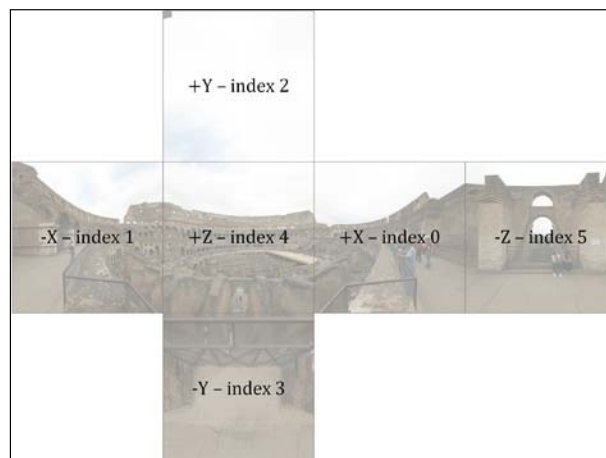 +Y – index 2
-X – index 1
+Z – index 4
+X – index 0
-Z – index 5
-Y – index 3